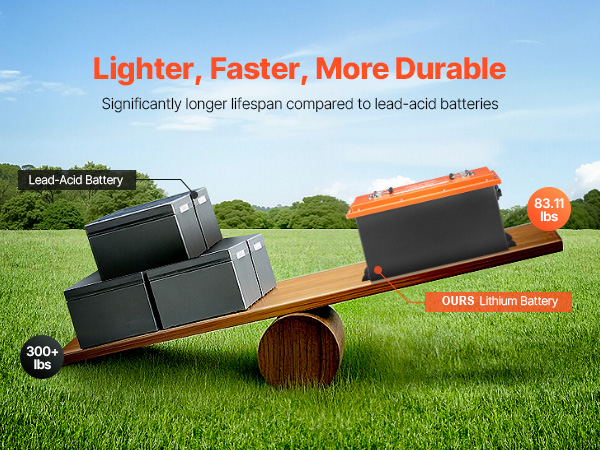 Lighter, Faster, More Durable
Significantly longer lifespan compared to lead-acid batteries
Lead-Acid Battery
83.11
lbs
OURS Lithium Battery
300+
lbs